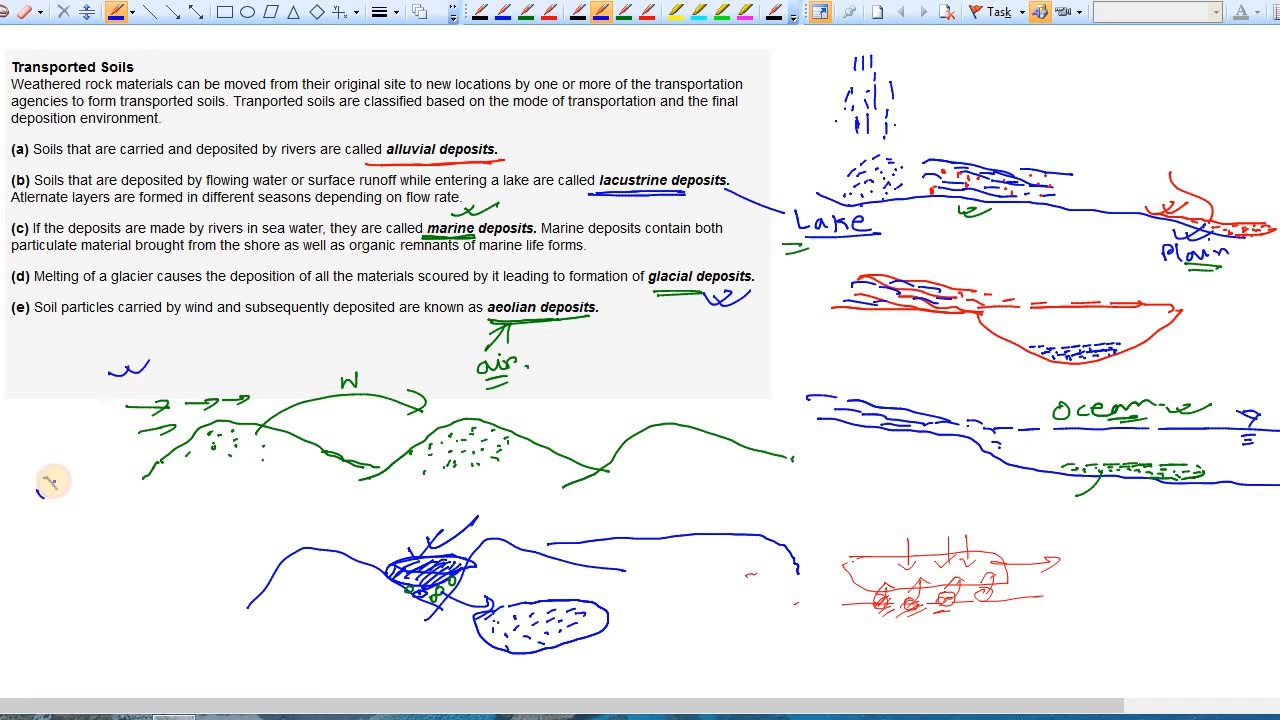 Task
A
Transported Soils
Weathered rock materials can be moved from their original site to new locations by one or more of the transportation
agencies to form transported soils. Tranported soils are classified based on the mode of transportation and the final
deposition environment.
(a) Soils that are carried and deposited by rivers are called alluvial deposits.
(b) Soils that are deposited by flowing water or surface runoff while entering a lake are called lacustrine deposits.
Atlernate layers are formed in different seasons depending on flow rate.
(c) If the deposits are made by rivers in sea water, they are called marine deposits. Marine deposits contain both
particulate material brought from the shore as well as organic remnants of marine life forms.
(d) Melting of a glacier causes the deposition of all the materials scoured by it leading to formation of glacial deposits.
(e) Soil particles carried by wind and subsequently deposited are known as aeolian deposits.
Lake
Plain
air.
W
Ocean